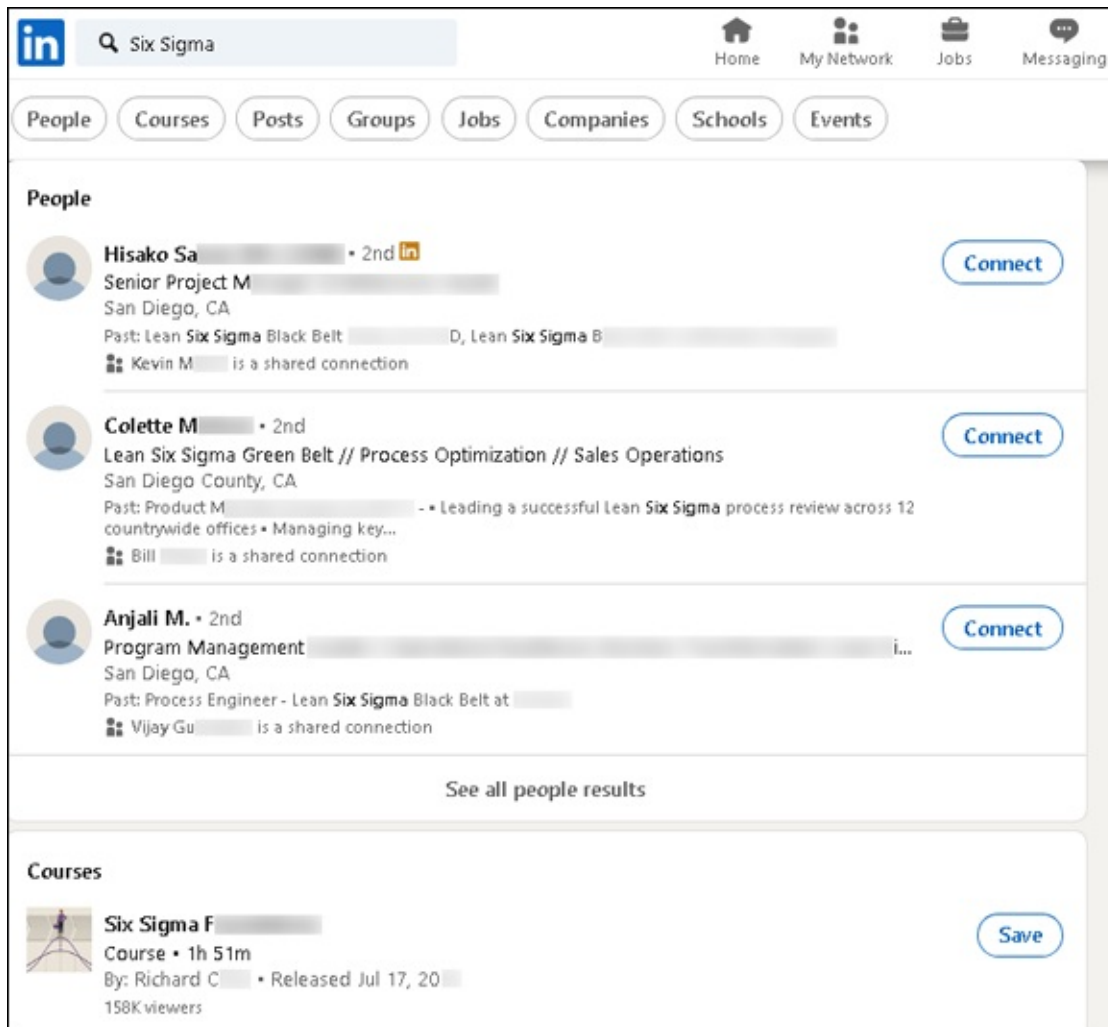 in Six Sigma
Home My Network Jobs Messaging
People Courses Posts Groups Jobs Companies Schools Events
People
Hisako Sa • 2nd in
Connect
Senior Project M
San Diego, CA
Past: Lean Six Sigma Black Belt D, Lean Six Sigma B
Kevin M is a shared connection
Colette M • 2nd
Connect
Lean Six Sigma Green Belt // Process Optimization // Sales Operations
San Diego County, CA
Past: Product M - • Leading a successful Lean Six Sigma process review across 12
countrywide offices • Managing key...
Bill is a shared connection
Anjali M. • 2nd
Connect
Program Management i...
San Diego, CA
Past: Process Engineer - Lean Six Sigma Black Belt at
Vijay Gu is a shared connection
See all people results
Courses
Six Sigma F
Save
Course • 1h 51m
By: Richard C • Released Jul 17, 20
158K viewers